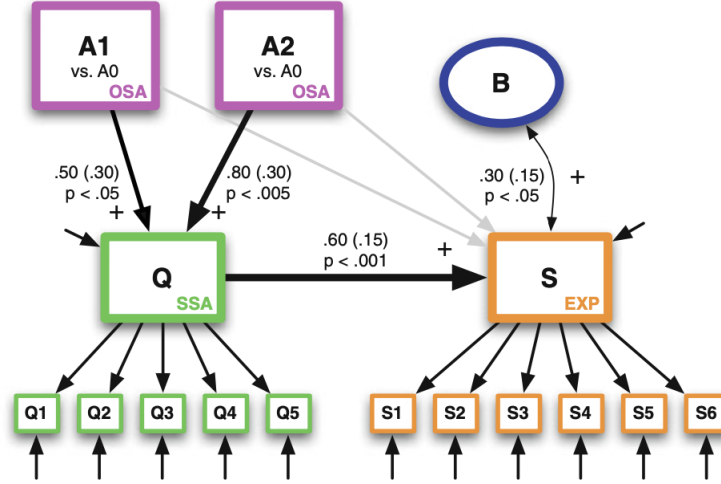 A1
vs. A0
OSA
A2
vs. A0
OSA
B
.50 (.30)
p < .05
+
.80 (.30)
p < .005
+
.30 (.15)
p < .05
+
.60 (.15)
p < .001
+
Q
SSA
S
EXP
Q1 Q2 Q3 Q4 Q5
S1 S2 S3 S4 S5 S6